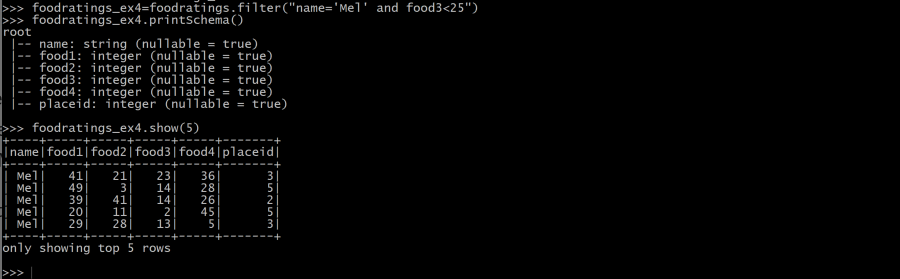 >>> foodratings_ex4=foodratings.filter("name='Mel' and food3<25")
>>> foodratings_ex4.printSchema()
root
 |-- name: string (nullable = true)
 |-- food1: integer (nullable = true)
 |-- food2: integer (nullable = true)
 |-- food3: integer (nullable = true)
 |-- food4: integer (nullable = true)
 |-- placeid: integer (nullable = true)

>>> foodratings_ex4.show(5)
+----+-----+-----+-----+-----+-------+
|name|food1|food2|food3|food4|placeid|
+----+-----+-----+-----+-----+-------+
| Mel|   41|   21|   23|   36|      3|
| Mel|   49|    3|   14|   28|      5|
| Mel|   39|   41|   14|   26|      2|
| Mel|   20|   11|    2|   45|      5|
| Mel|   29|   28|   13|    5|      3|
+----+-----+-----+-----+-----+-------+
only showing top 5 rows

>>>